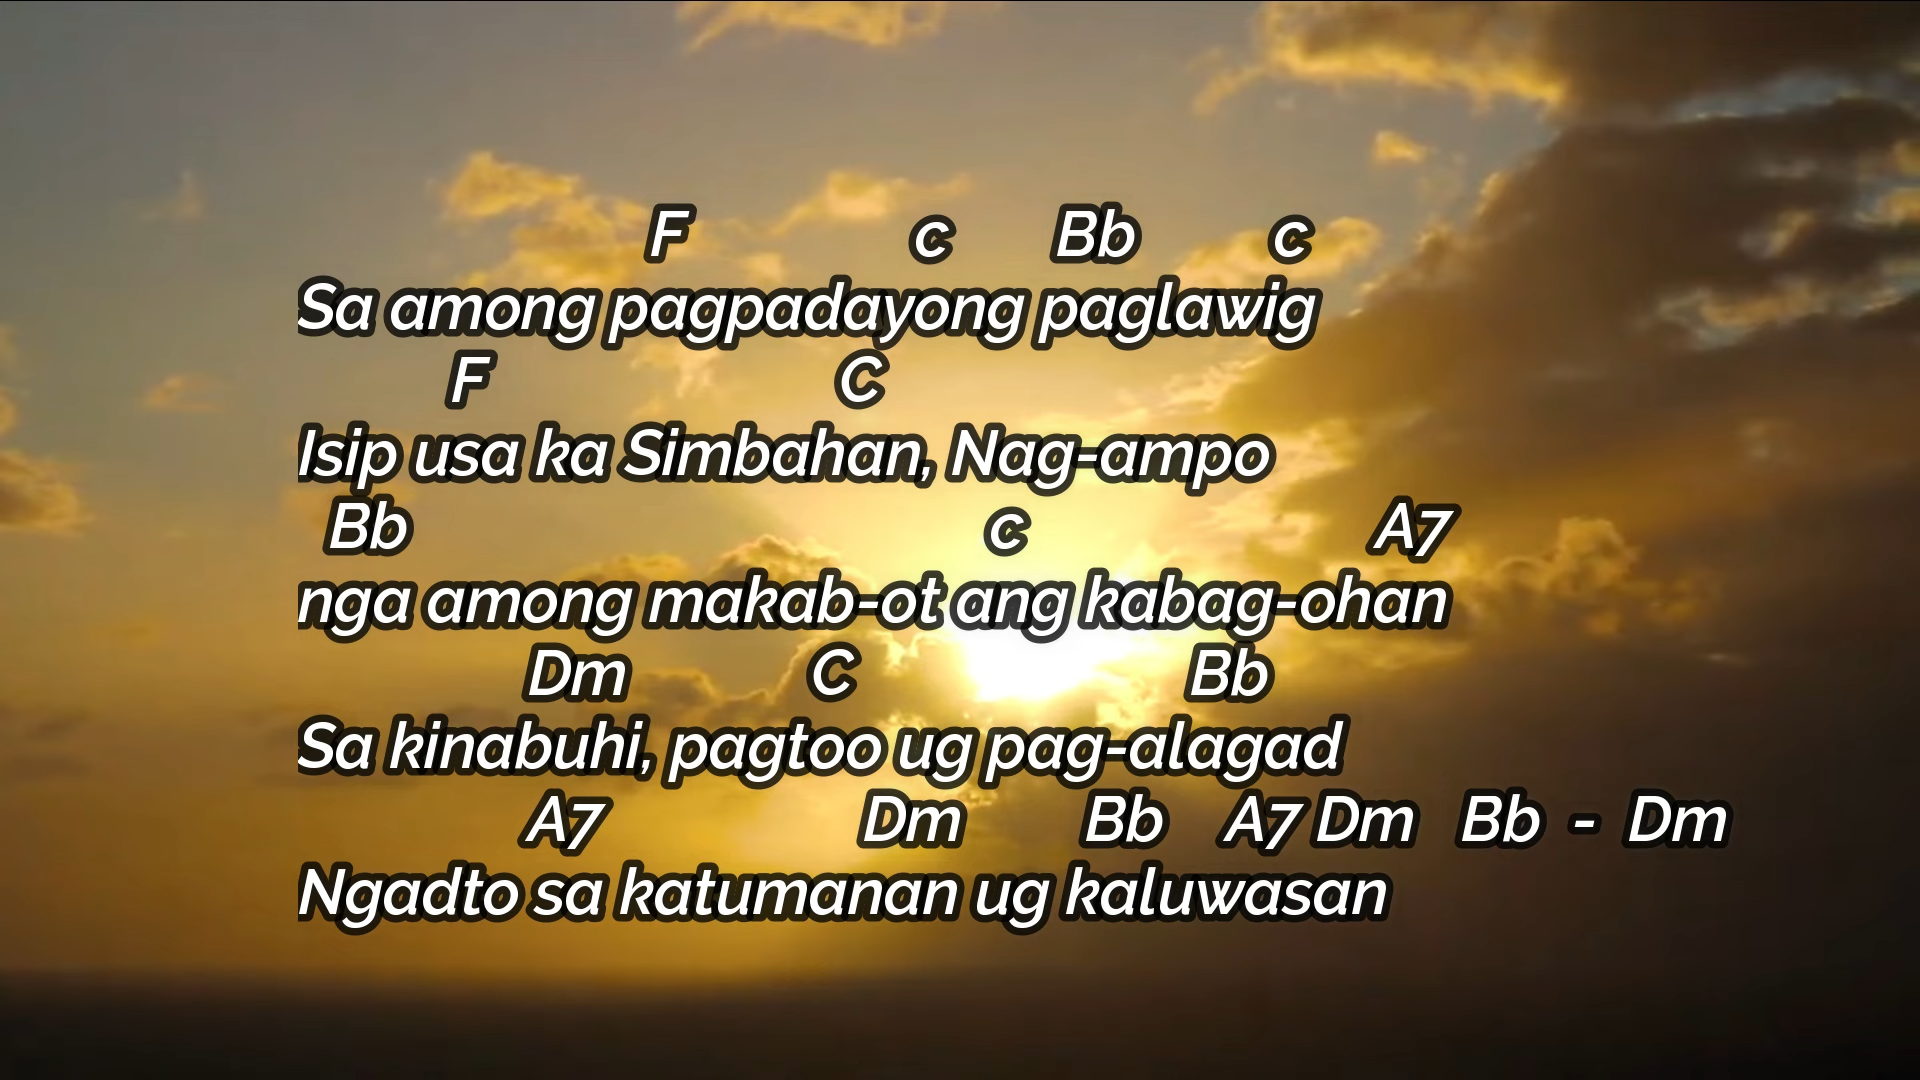 F c Bb c
Sa among pagpadayong paglawig
F C
Isip usa ka Simbahan, Nag-ampo
Bb c A7
nga among makab-ot ang kabag-ohan
Dm C Bb
Sa kinabuhi, pagtoo ug pag-alagad
A7 Dm Bb A7 Dm Bb - Dm
Ngadto sa katumanan ug kaluwasan